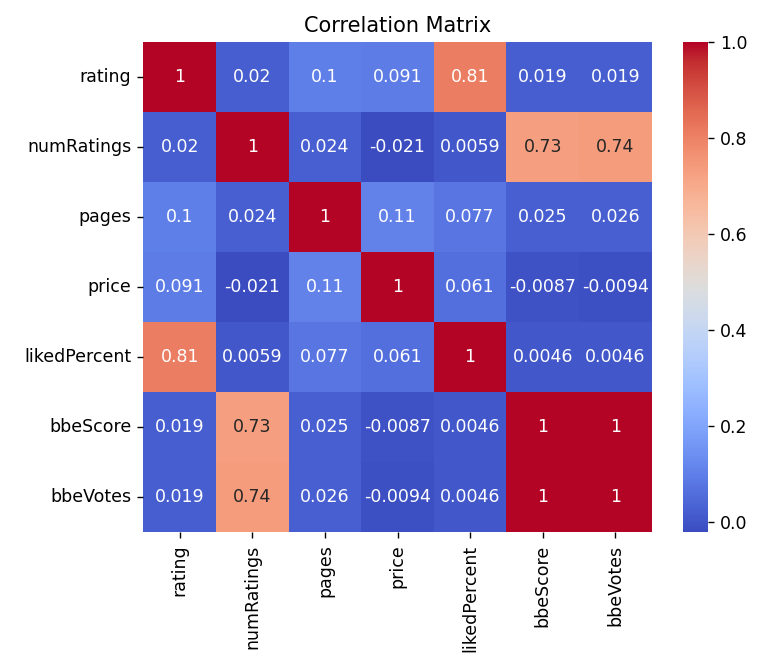 Correlation Matrix
rating 1 0.02 0.1 0.091 0.81 0.019 0.019
numRatings 0.02 1 0.024 -0.021 0.0059 0.73 0.74
pages 0.1 0.024 1 0.11 0.077 0.025 0.026
price 0.091 -0.021 0.11 1 0.061 -0.0087 -0.0094
likedPercent 0.81 0.0059 0.077 0.061 1 0.0046 0.0046
bbeScore 0.019 0.73 0.025 -0.0087 0.0046 1 1
bbeVotes 0.019 0.74 0.026 -0.0094 0.0046 1 1
rating numRatings pages price likedPercent bbeScore bbeVotes
1.0
0.8
0.6
0.4
0.2
0.0